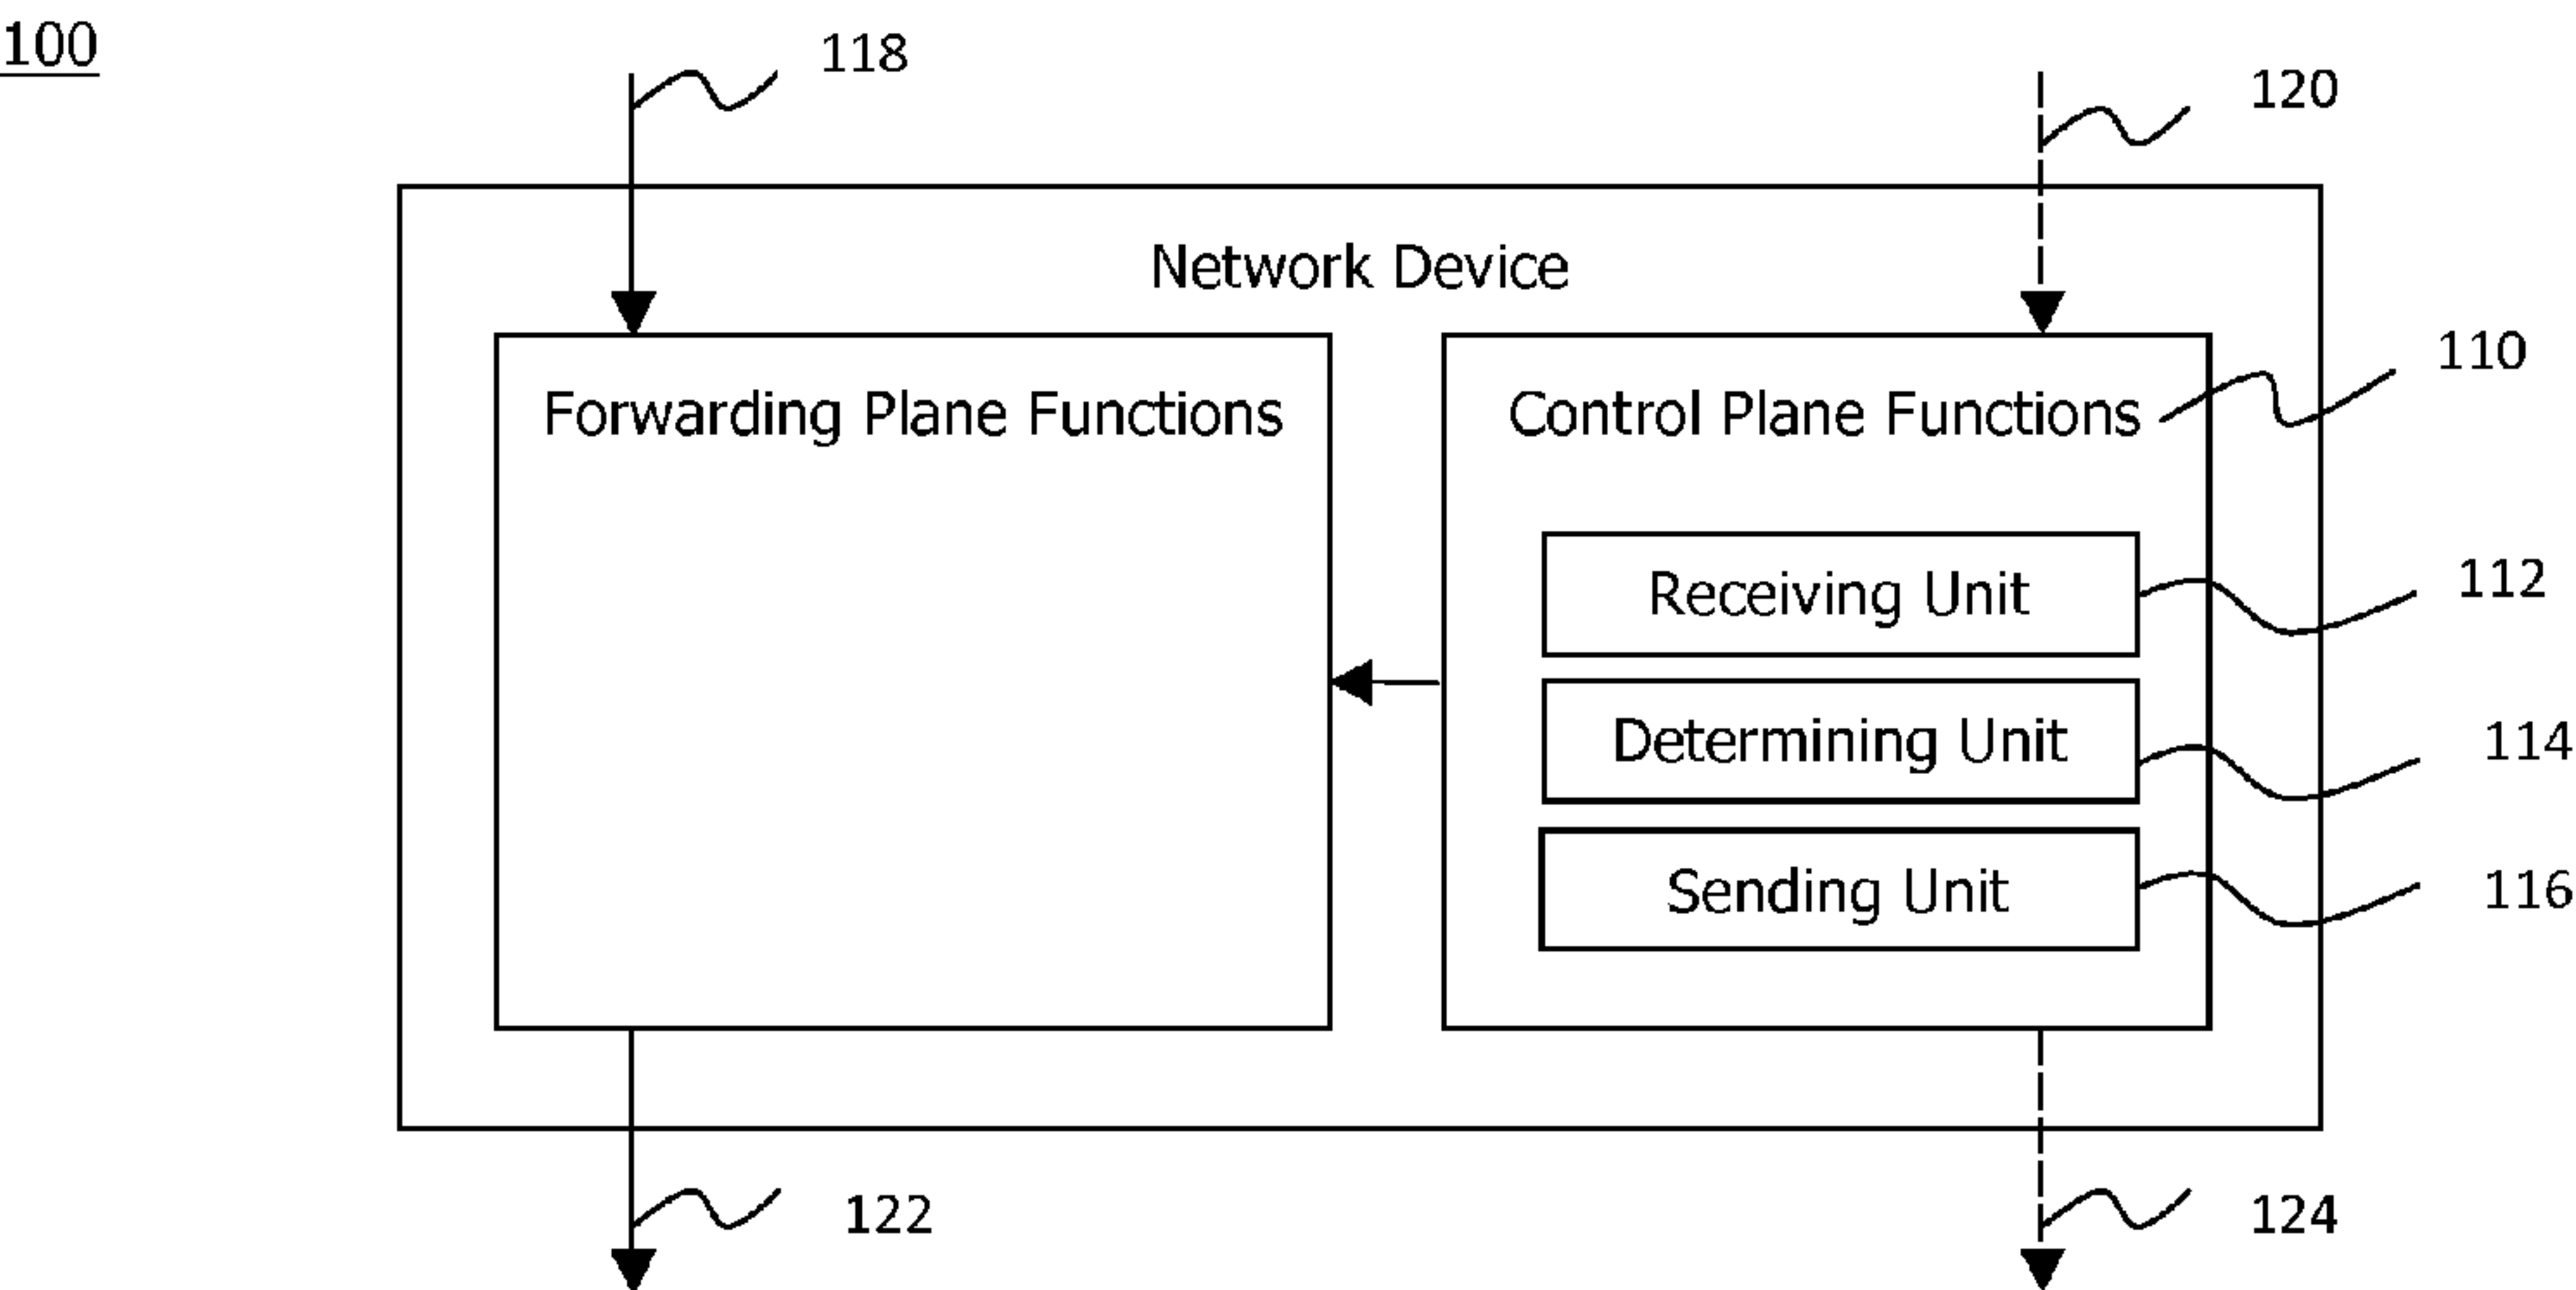 100
118
120
Network Device
110
Forwarding Plane Functions
Control Plane Functions
Receiving Unit
112
Determining Unit
114
Sending Unit
116
122
124